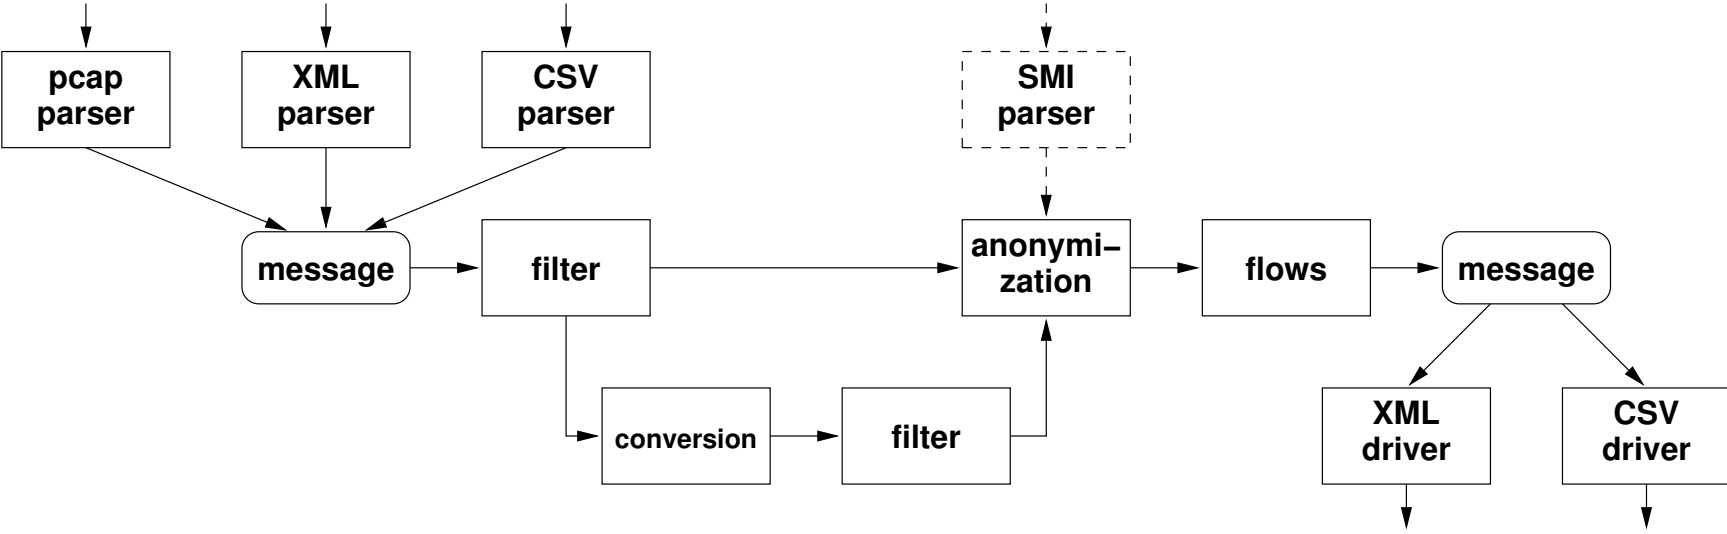 pcap
parser
XML
parser
CSV
parser
SMI
parser
message
filter
anonymi–
zation
flows
message
conversion
filter
XML
driver
CSV
driver